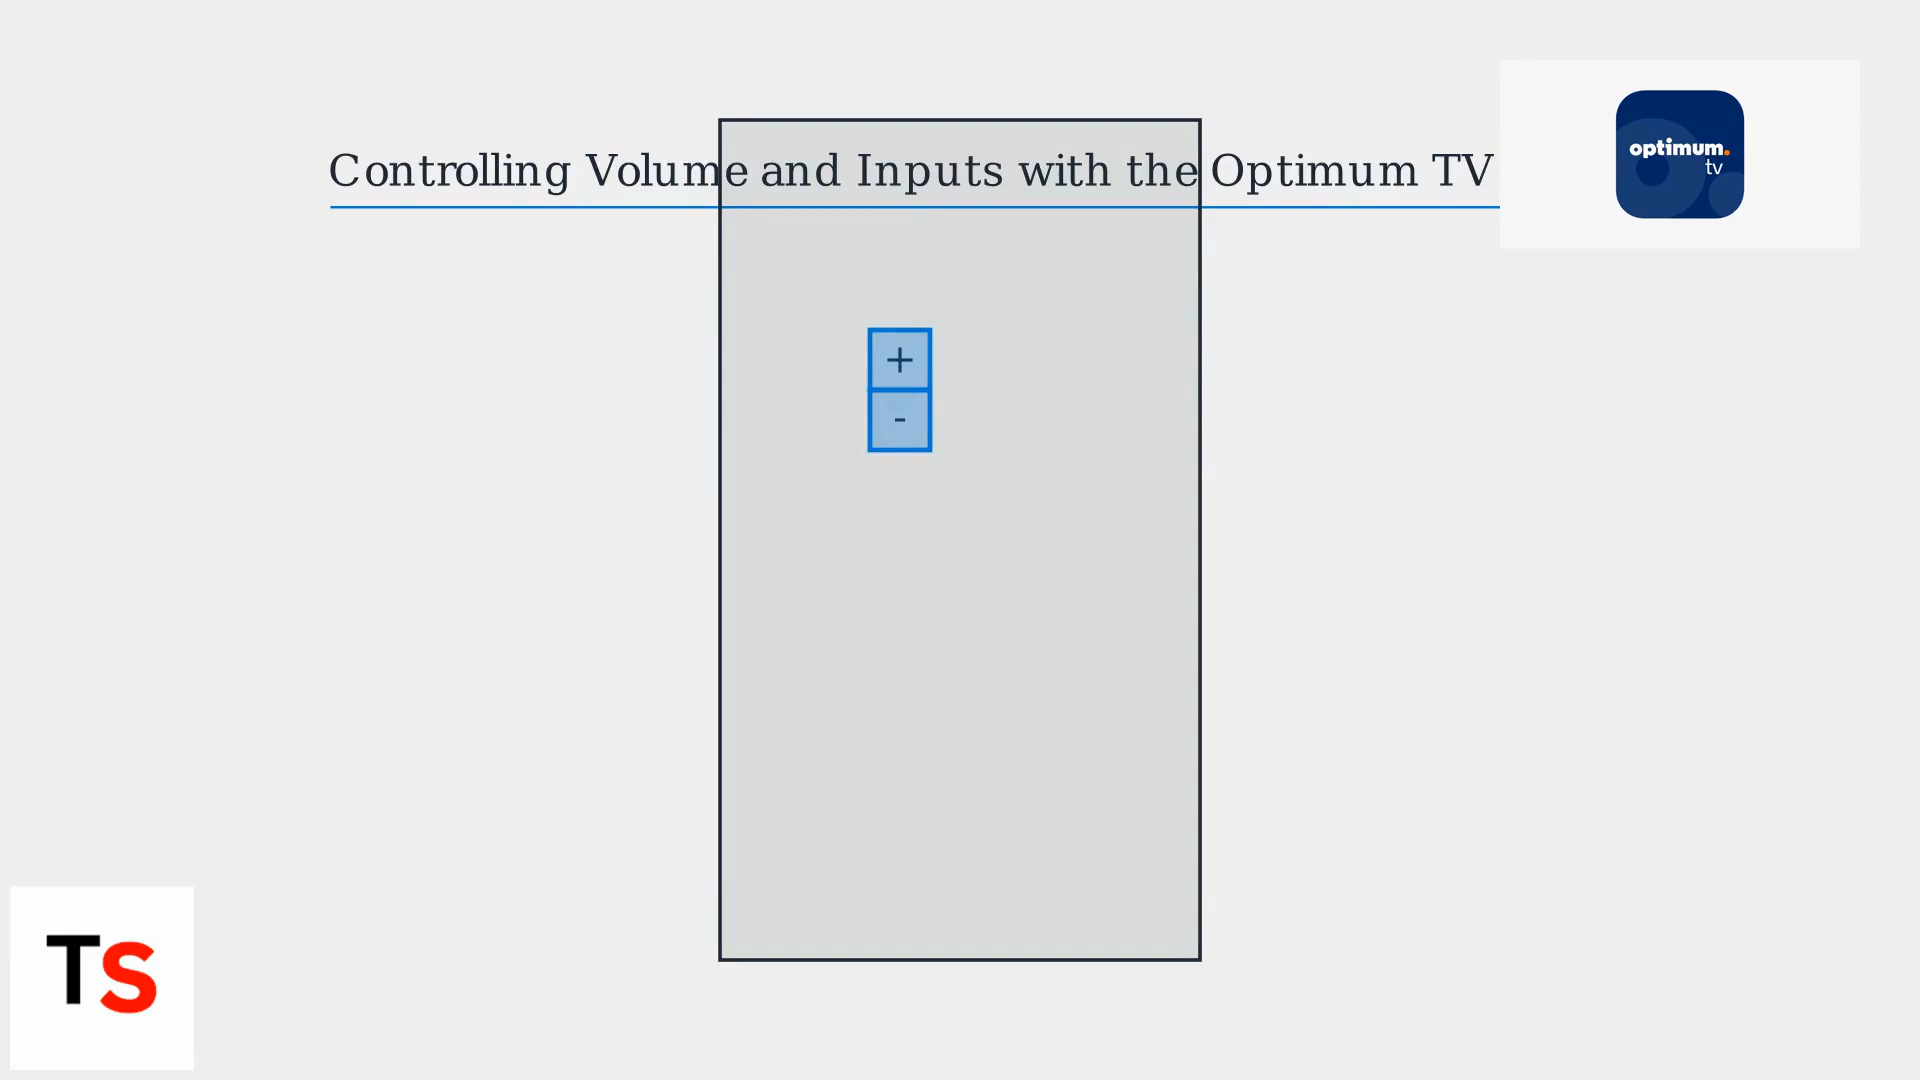 Controlling Volume and Inputs with the Optimum TV
optimum.
tv
+
-
TS